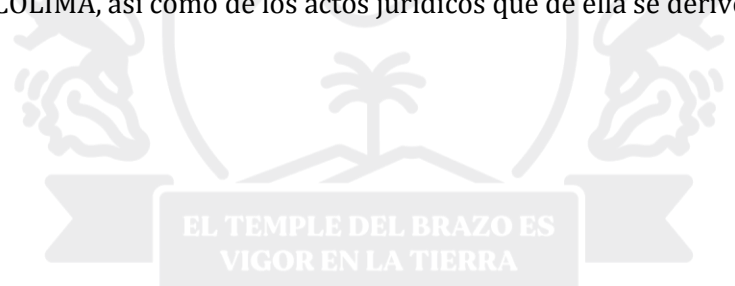 COLIMA, así como de los actos jurídicos que de ella se
EL TEMPLE DEL BRAZO ES
VIGOR EN LA TIERRA